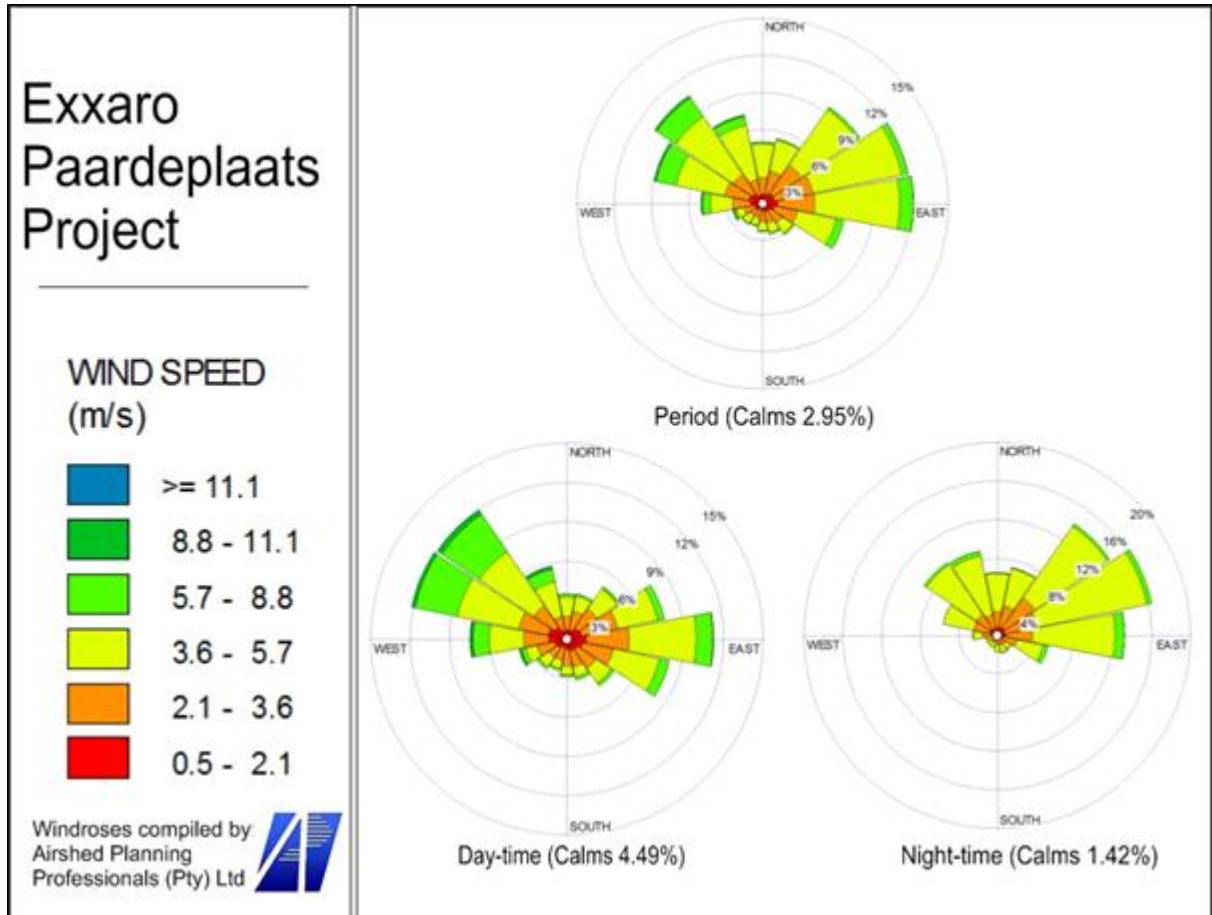 Exxaro
Paardeplaats
Project
WIND SPEED
(m/s)
>= 11.1
8.8 - 11.1
5.7 - 8.8
3.6 - 5.7
2.1 - 3.6
0.5 - 2.1
Windroses compiled by
Airshed Planning
Professionals (Pty) Ltd
NORTH
15%
12%
9%
6%
3%
WEST
EAST
SOUTH
Period (Calms 2.95%)
NORTH
15%
12%
9%
6%
3%
WEST
EAST
SOUTH
Day-time (Calms 4.49%)
NORTH
20%
16%
12%
8%
4%
WEST
EAST
SOUTH
Night-time (Calms 1.42%)